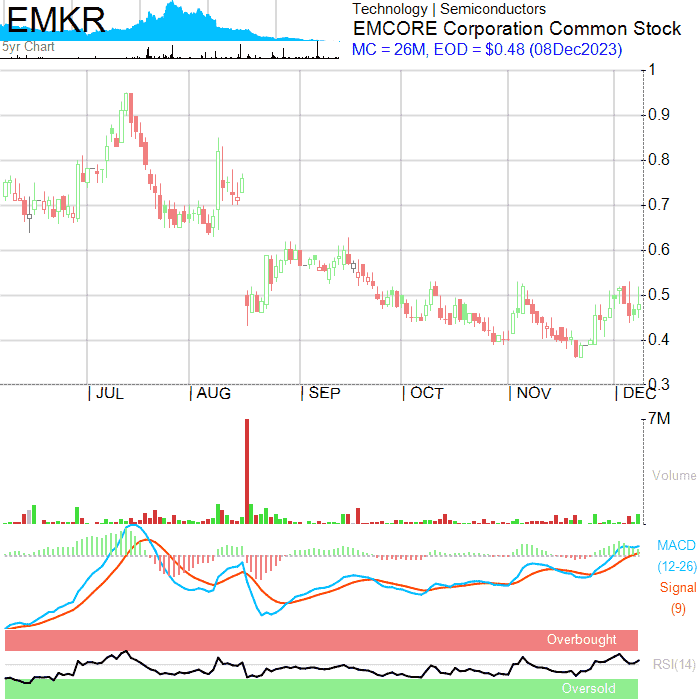 EMKR
5yr Chart
Technology | Semiconductors
EMCORE Corporation Common Stock
MC = 26M, EOD = $0.48 (08Dec2023)
1
0.9
0.8
0.7
0.6
0.5
0.4
0.3
| JUL | AUG | SEP | OCT | NOV | DEC
7M
Volume
MACD
(12-26)
Signal
(9)
Overbought
RSI(14)
Oversold